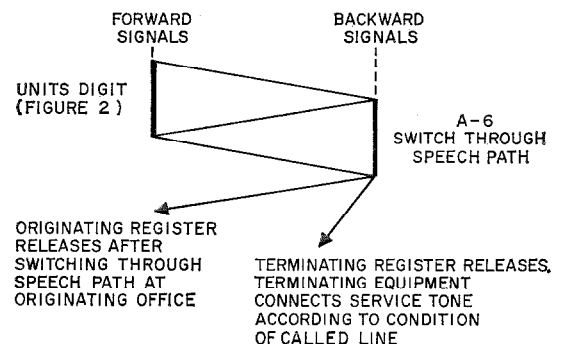 FORWARD
SIGNALS
BACKWARD
SIGNALS
UNITS DIGIT
(FIGURE 2)
A-6
SWITCH THROUGH
SPEECH PATH
ORIGINATING REGISTER
RELEASES AFTER
SWITCHING THROUGH
SPEECH PATH AT
ORIGINATING OFFICE
TERMINATING REGISTER RELEASES.
TERMINATING EQUIPMENT
CONNECTS SERVICE TONE
ACCORDING TO CONDITION
OF CALLED LINE